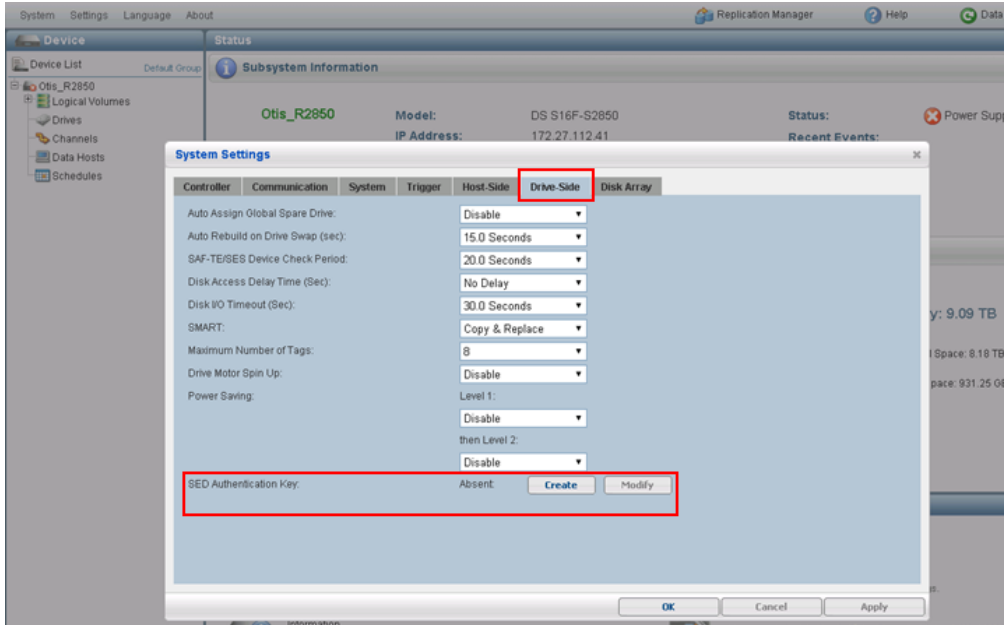 System Settings Language About Replication Manager Help Data
Device Status
Device List Default Group Subsystem Information
Otis_R2850
Logical Volumes
Drives
Channels
Data Hosts
Schedules
Otis_R2850 Model: DS S16F-S2850 Status: Power Supp
IP Address: 172.27.112.41 Recent Events:
System Settings
Controller Communication System Trigger Host-Side Drive-Side Disk Array
Auto Assign Global Spare Drive: Disable
Auto Rebuild on Drive Swap (sec): 15.0 Seconds
SAF-TE/SES Device Check Period: 20.0 Seconds
Disk Access Delay Time (Sec): No Delay
Disk I/O Timeout (Sec): 30.0 Seconds
SMART: Copy & Replace
Maximum Number of Tags: 8
Drive Motor Spin Up: Disable
Power Saving: Level 1:
Disable
then Level 2:
Disable
SED Authentication Key: Absent Create Modify
OK Cancel Apply
y: 9.09 TB
Space: 8.18 TB
pace: 931.25 GB
Information